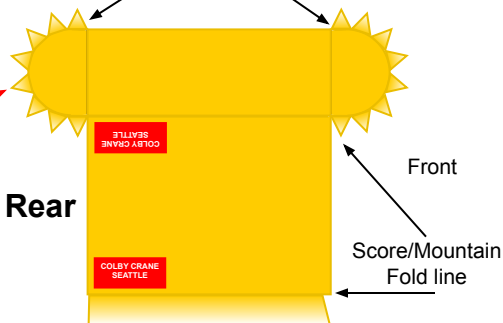 COLBY CRANE
SEATTLE
Front
Rear
Score/Mountain
Fold line
COLBY CRANE
SEATTLE